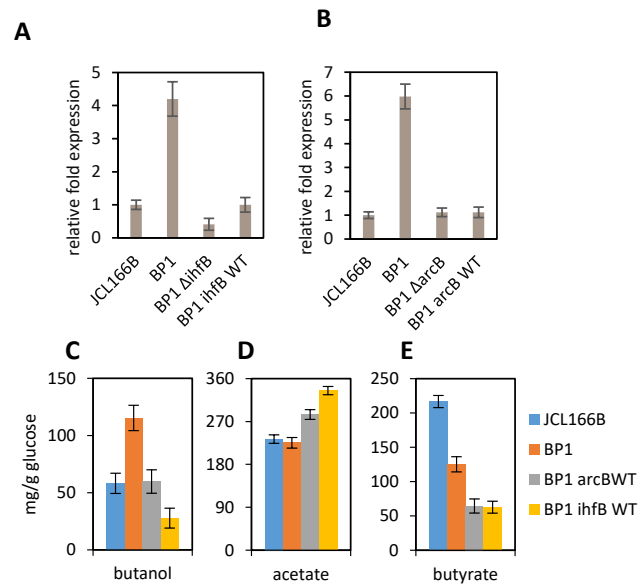 A
B
relative fold expression
5
4
3
2
1
0
JCL166B
BP1
BP1 ΔihfB
BP1 ihfB WT
relative fold expression
7
6
5
4
3
2
1
0
JCL166B
BP1
BP1 ΔarcB
BP1 arcB WT
C
D
E
mg/g glucose
150
100
50
0
butanol
360
270
180
90
0
acetate
250
200
150
100
50
0
butyrate
JCL166B
BP1
BP1 arcBWT
BP1 ihfB WT